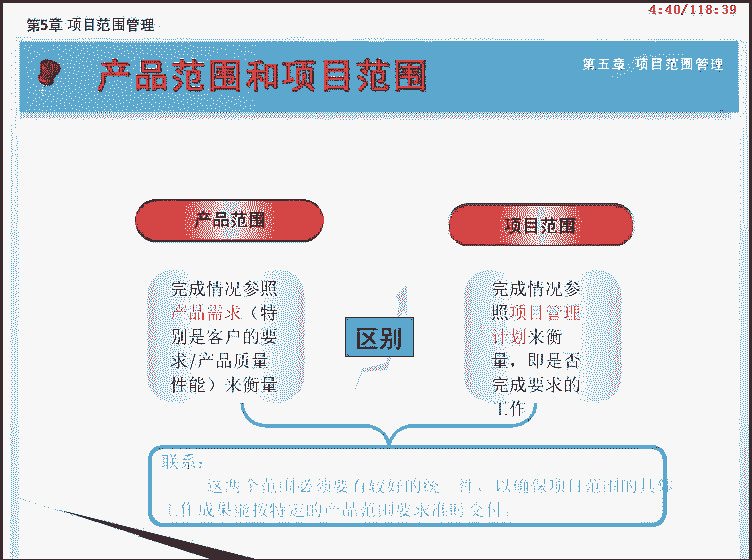 4:40/118:39
第5章 项目范围管理
第五章 项目范围管理
产品范围和项目范围
产品范围
项目范围
完成情况参照
产品需求（特
别是客户的要
求/产品质量
性能）来衡量
区别
完成情况参
照项目管理
计划来衡
量，即是否
完成要求的
工作
联系：
这两个范围必须要有较好的统一性，以确保项目范围的具体
工作成果能按特定的产品范围要求准时交付。